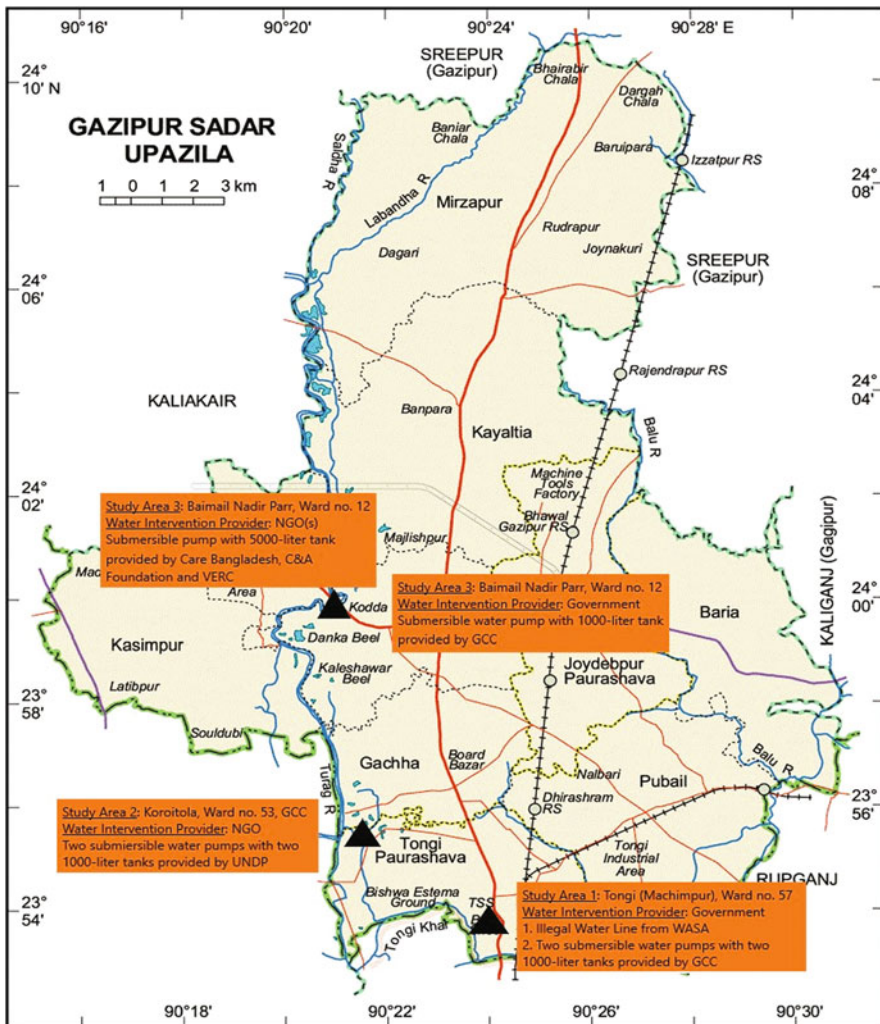 90° 16'
90° 20'
90° 24'
90° 28' E
24°
10' N
SREEPUR
(Gazipur)
Bhairabir
Chala
Dargah
Chala
GAZIPUR SADAR
UPAZILA
1 0 1 2 3 km
Saldha R
Baniar
Chala
Baruipara
Izzatpur RS
24°
08'
Labandha R
Mirzapur
Rudrapur
Joynakuri
Dagari
SREEPUR
(Gazipur)
24°
06'
Rajendrapur RS
24°
04'
KALIAKAIR
Banpara
Kayaltia
Balu R
24°
02'
Machine
Tools
Factory
Bhawal
Gazipur RS
Majlishpur
Study Area 3: Baimail Nadir Parr, Ward no. 12
Water Intervention Provider: NGO(s)
Submersible pump with 5000-liter tank
provided by Care Bangladesh, C&A
Foundation and VERC
KALIGANJ (Gagipur)
Study Area 3: Baimail Nadir Parr, Ward no. 12
Water Intervention Provider: Government
Submersible water pump with 1000-liter tank
provided by GCC
24°
00'
Area
Kodda
Baria
Danka Beel
Kasimpur
Kaleshawar
Beel
Joydebpur
Paurashava
Latibpur
23°
58'
Souldubi
Turag R
Gachha
Board
Bazar
Nalbari
Pubail
Balu R
Dhirashram
RS
23°
56'
Study Area 2: Koroitola, Ward no. 53, GCC
Water Intervention Provider: NGO
Two submersible water pumps with two
1000-liter tanks provided by UNDP
Tongi
Paurashava
Tongi
Industrial
Area
RUPGANJ
Bishwa Estema
Ground
TSS
23°
54'
Tongi Khal
Study Area 1: Tongi (Machimpur), Ward no. 57
Water Intervention Provider: Government
1. Illegal Water Line from WASA
2. Two submersible water pumps with two
1000-liter tanks provided by GCC
90° 18'
90° 22'
90° 26'
90° 30'